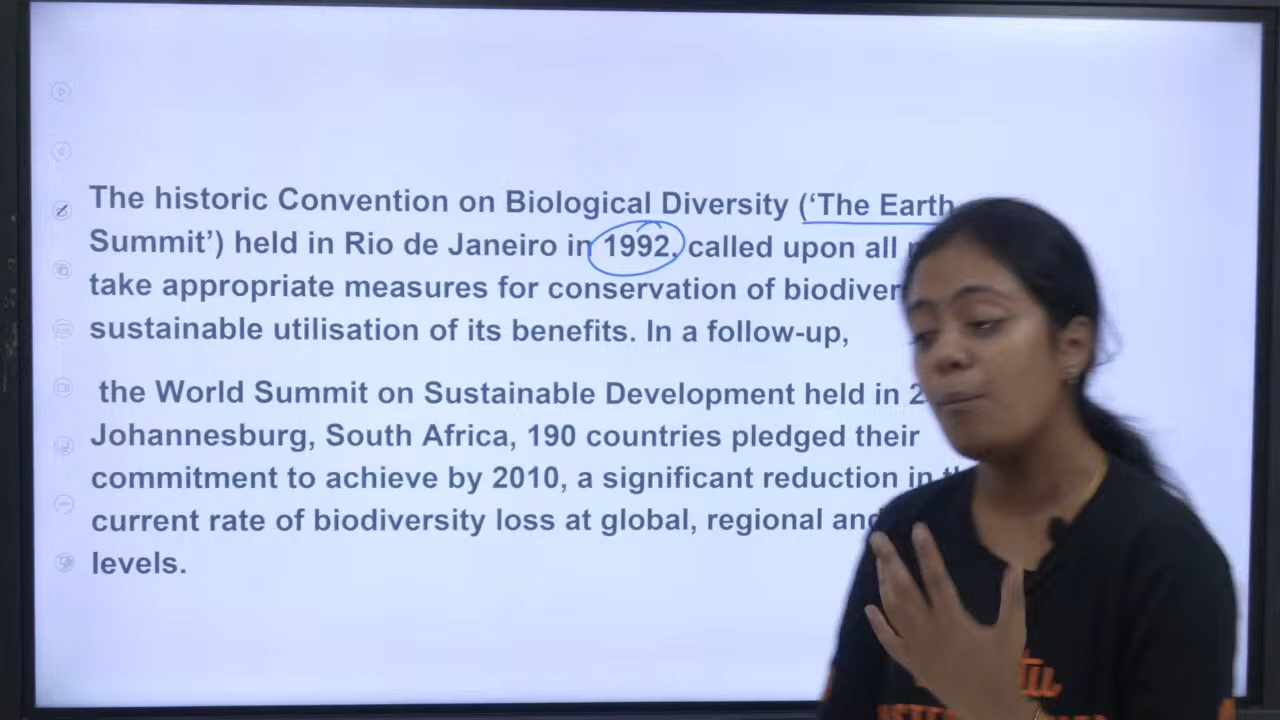 The historic Convention on Biological Diversity (‘The Earth
Summit’) held in Rio de Janeiro in 1992, called upon all
take appropriate measures for conservation of
sustainable utilisation of its benefits. In a follow-up,
the World Summit on Sustainable Development held in
Johannesburg, South Africa, 190 countries pledged their
commitment to achieve by 2010, a significant reduction in
current rate of biodiversity loss at global, regional and
levels.